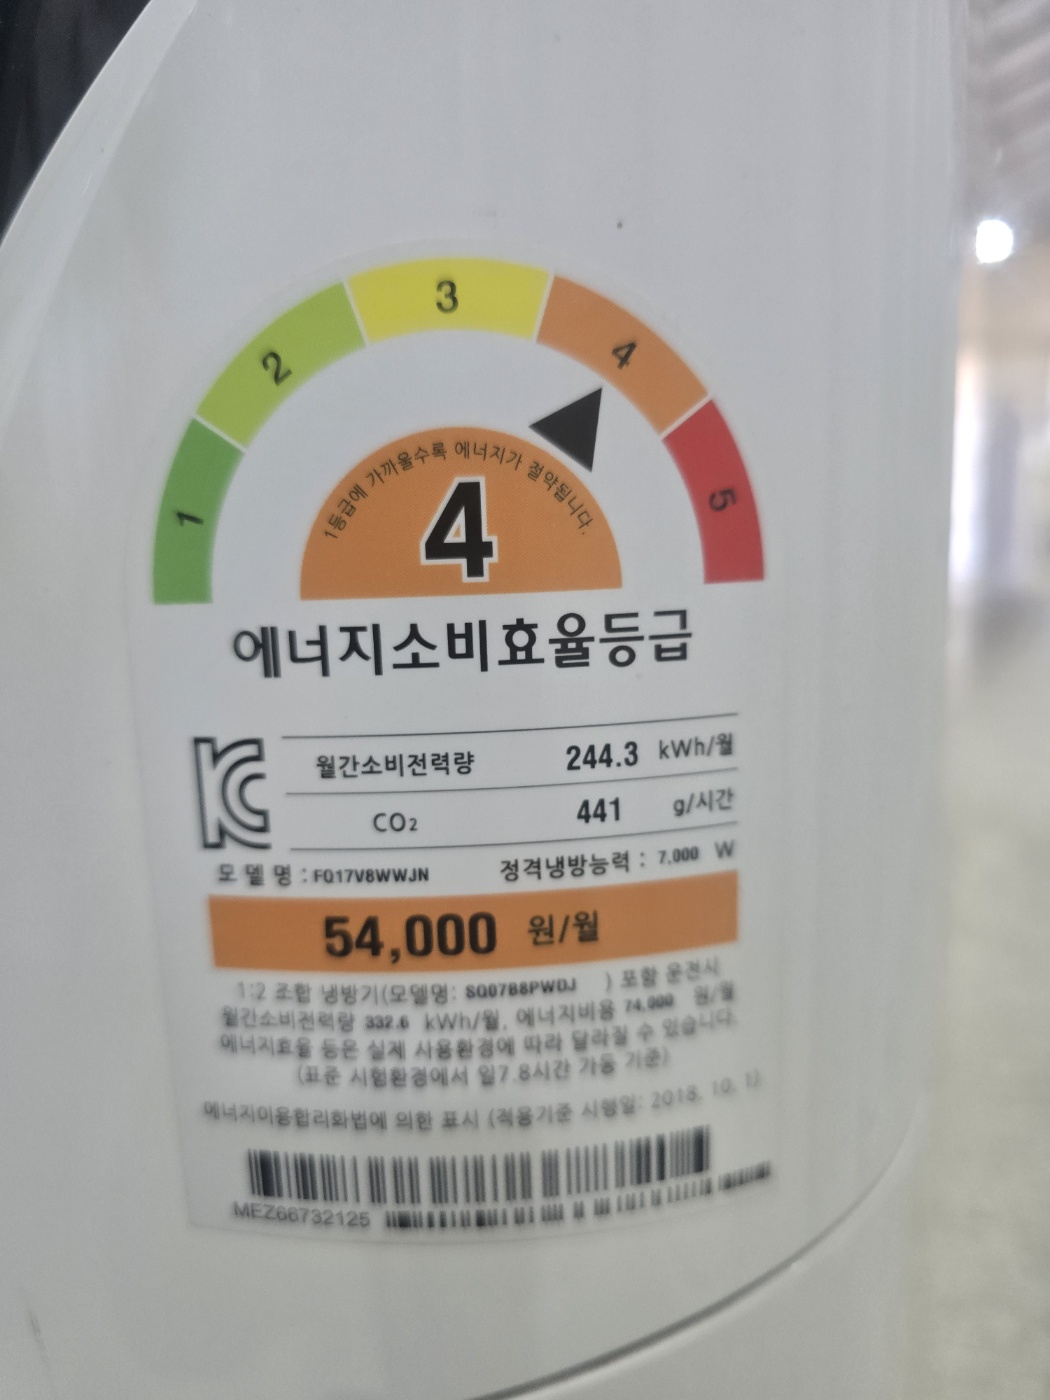 1 2 3 4 5
1등급에 가까울수록 에너지가 절약됩니다.
4
에너지소비효율등급
월간소비전력량 244.3 kWh/월
CO₂ 441 g/시간
모 델 명 : FQ17V8WWJN 정격냉방능력 : 7,000 W
54,000 원/월
1:2 조합 냉방기(모델명: SQ07B8PWDJ ) 포함 운전시
월간소비전력량 332.6 kWh/월, 에너지비용 74,000 원/월
에너지효율 등은 실제 사용환경에 따라 달라질 수 있습니다.
(표준 시험환경에서 일7.8시간 가동 기준)
에너지이용합리화법에 의한 표시 (적용기준 시행일: 2018. 10. 1)
MEZ66732125